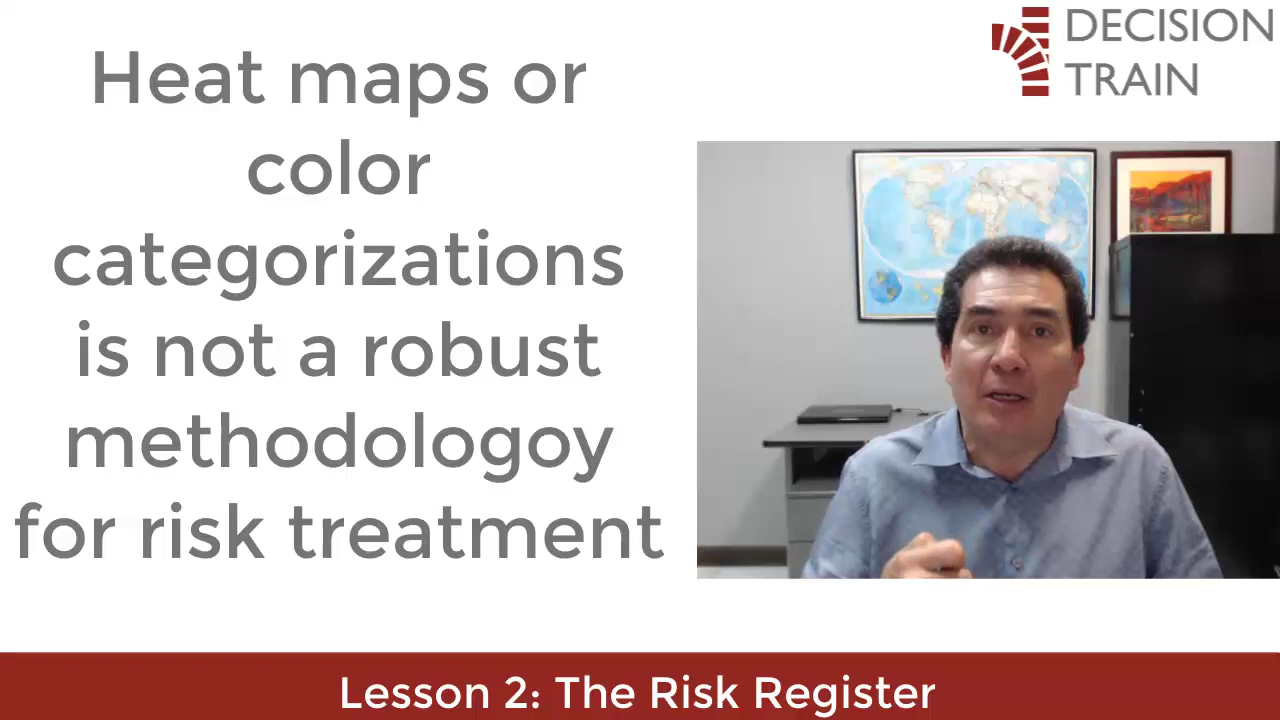 Heat maps or
color
categorizations
is not a robust
methodologoy
for risk treatment
DECISION
TRAIN
Lesson 2: The Risk Register